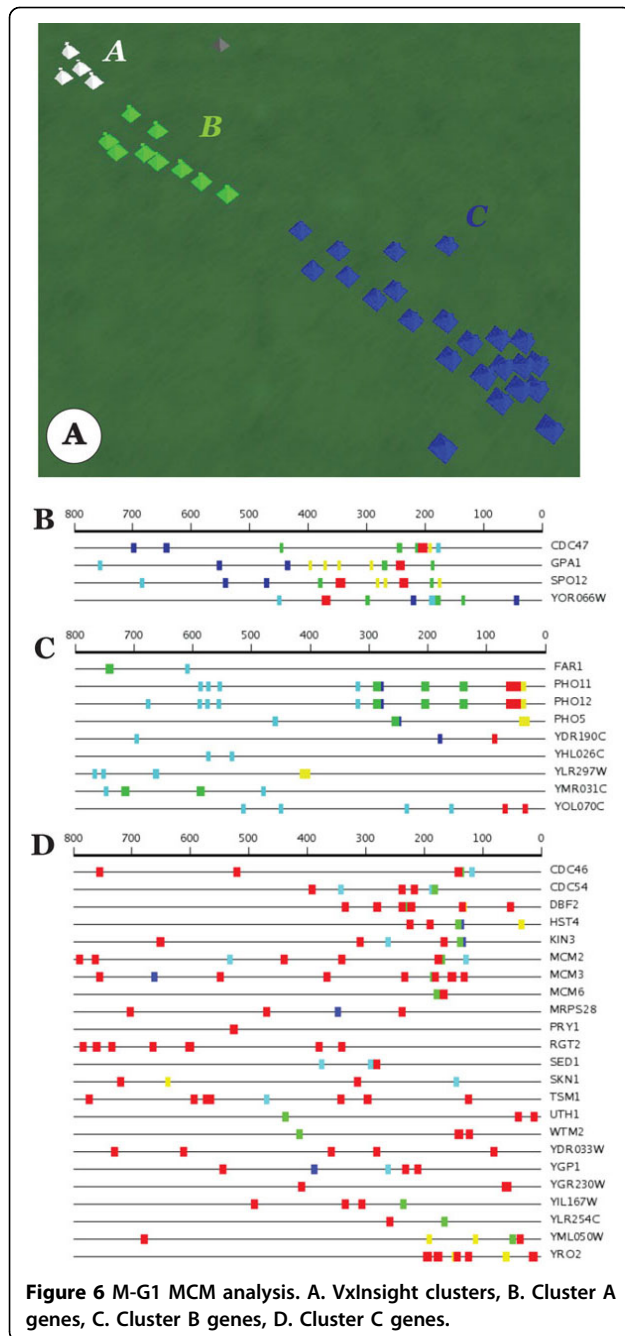 A
B
C
A
B
800 700 600 500 400 300 200 100 0
CDC47
GPA1
SPO12
YOR066W
C
800 700 600 500 400 300 200 100 0
FAR1
PHO11
PHO12
PHO5
YDR190C
YHL026C
YLR297W
YMR031C
YOL070C
D
800 700 600 500 400 300 200 100 0
CDC46
CDC54
DBF2
HST4
KIN3
MCM2
MCM3
MCM6
MRPS28
PRY1
RGT2
SED1
SKN1
TSM1
UTH1
WTM2
YDR033W
YGP1
YGR230W
YIL167W
YLR254C
YML050W
YRO2
Figure 6 M-G1 MCM analysis. A. VxInsight clusters, B. Cluster A
genes, C. Cluster B genes, D. Cluster C genes.